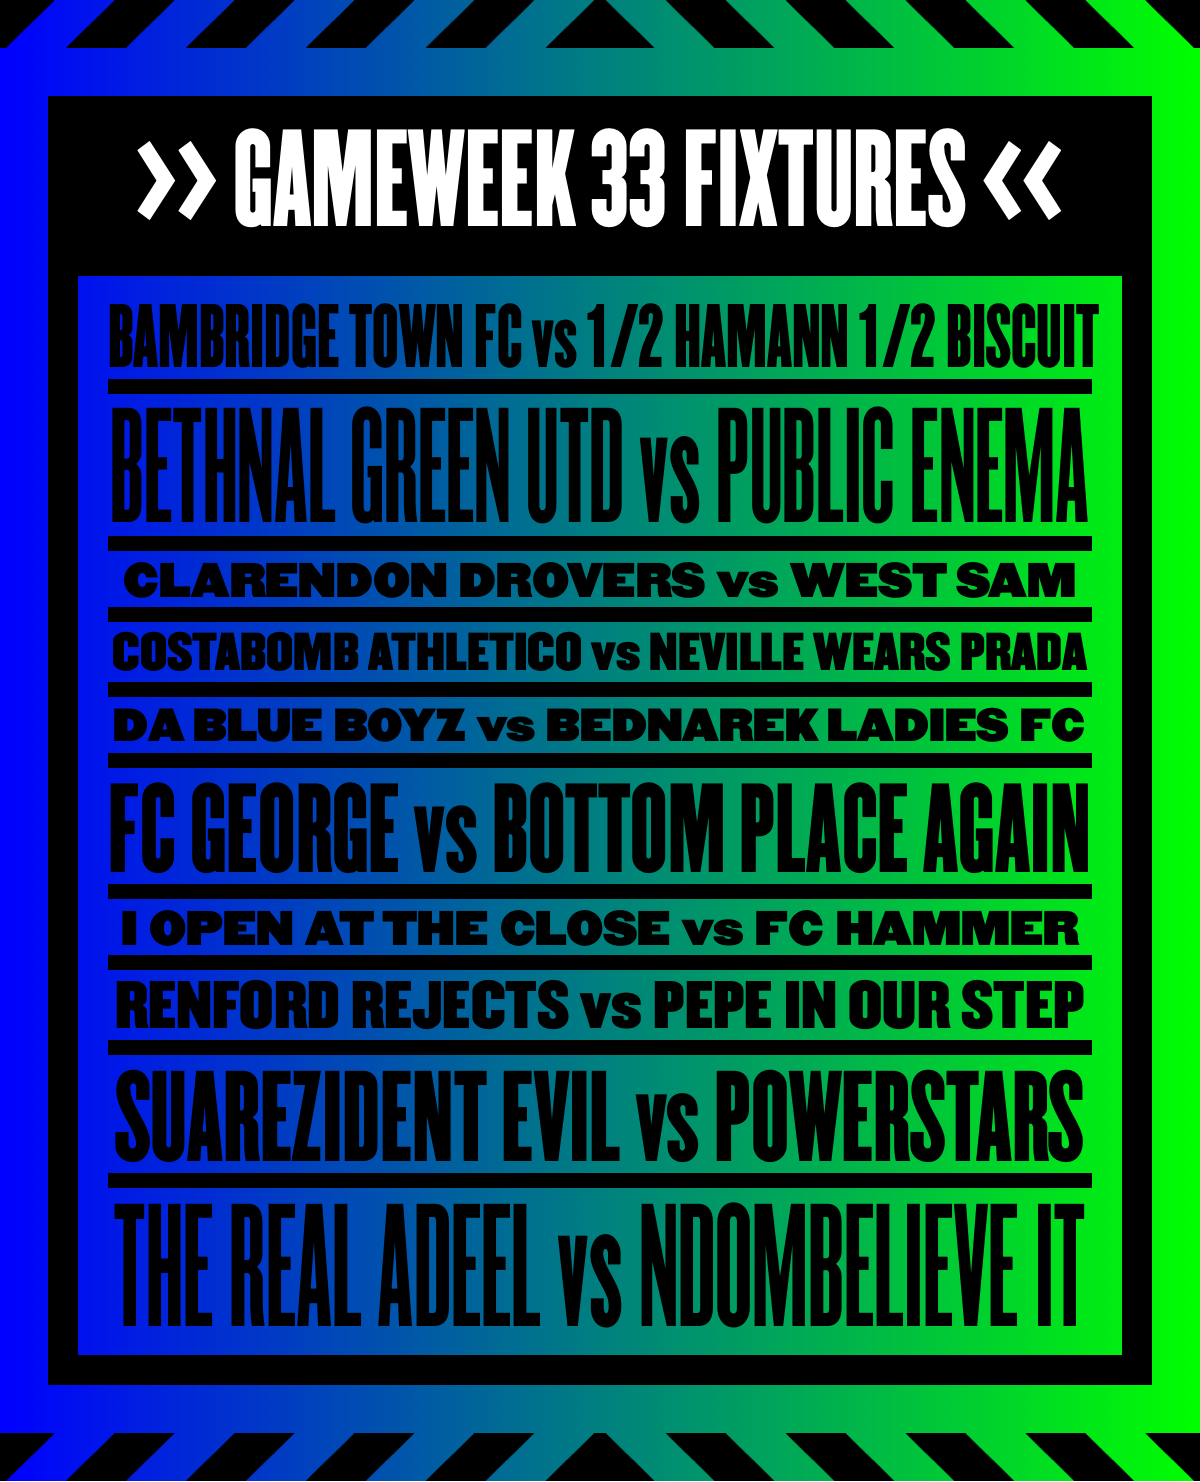 >> GAMEWEEK 33 FIXTURES <<
BAMBRIDGE TOWN FC vs 1/2 HAMANN 1/2 BISCUIT
BETHNAL GREEN UTD vs PUBLIC ENEMA
CLARENDON DROVERS vs WEST SAM
COSTABOMB ATHLETICO vs NEVILLE WEARS PRADA
DA BLUE BOYZ vs BEDNAREK LADIES FC
FC GEORGE vs BOTTOM PLACE AGAIN
I OPEN AT THE CLOSE vs FC HAMMER
RENFORD REJECTS vs PEPE IN OUR STEP
SUAREZIDENT EVIL vs POWERSTARS
THE REAL ADEEL vs NDOMBELIEVE IT